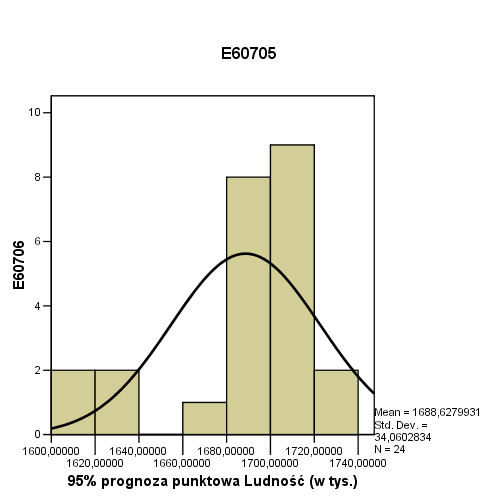 E60705
10
8
6
4
2
0
E60706
1600,00000 1640,00000 1680,00000 1720,00000
1620,00000 1660,00000 1700,00000 1740,00000
95% prognoza punktowa Ludność (w tys.)
Mean = 1688,6279931
Std. Dev. =
34,0602834
N = 24